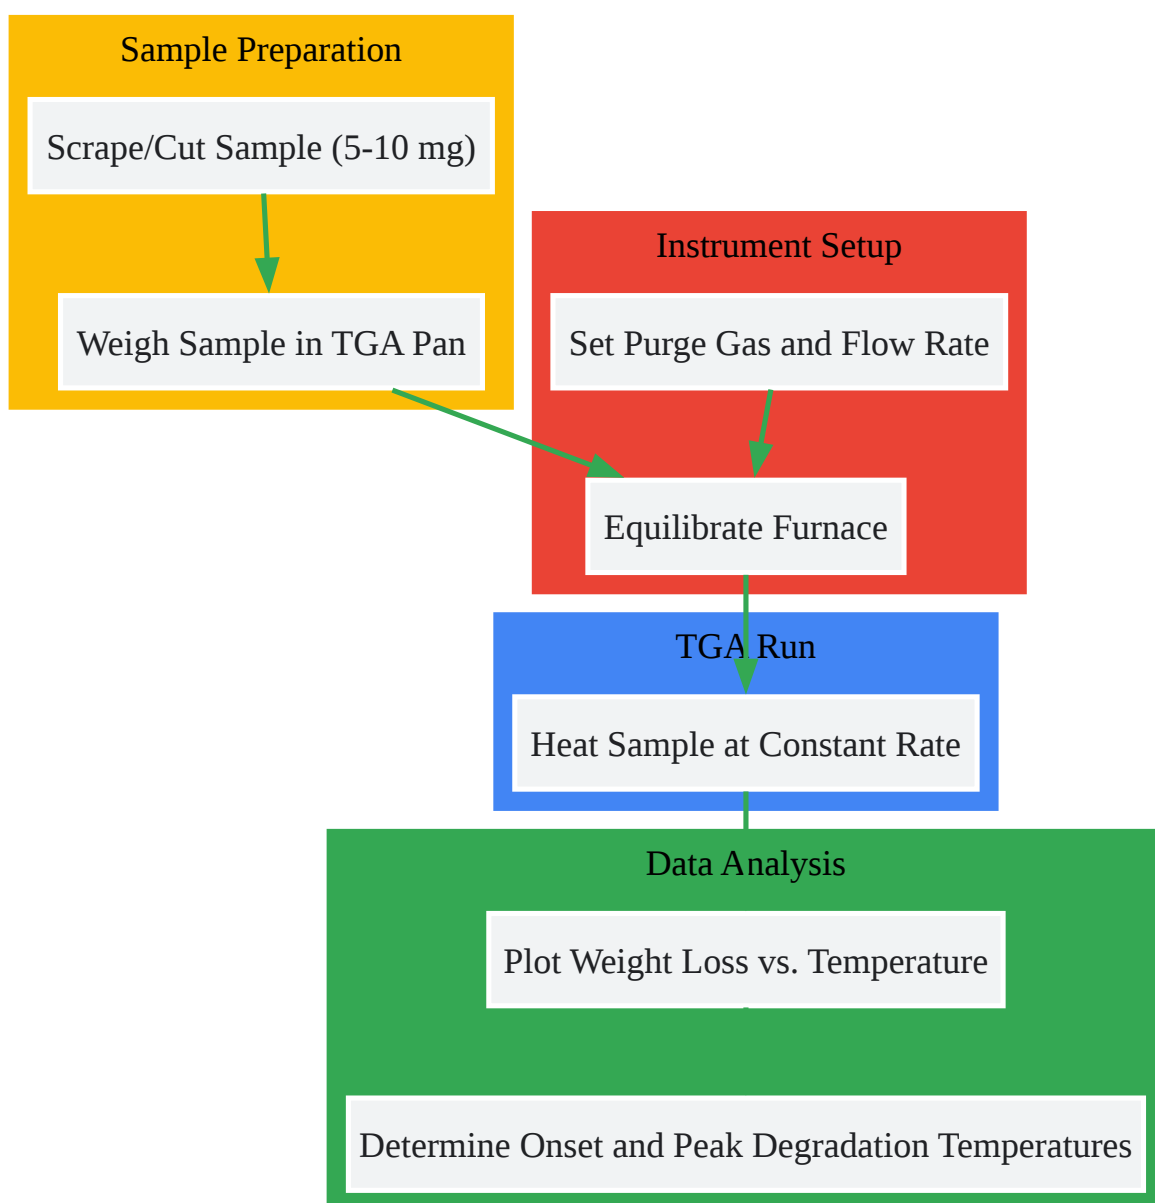 Sample Preparation
Scrape/Cut Sample (5-10 mg)
Weigh Sample in TGA Pan
Instrument Setup
Set Purge Gas and Flow Rate
Equilibrate Furnace
TGA Run
Heat Sample at Constant Rate
Data Analysis
Plot Weight Loss vs. Temperature
Determine Onset and Peak Degradation Temperatures